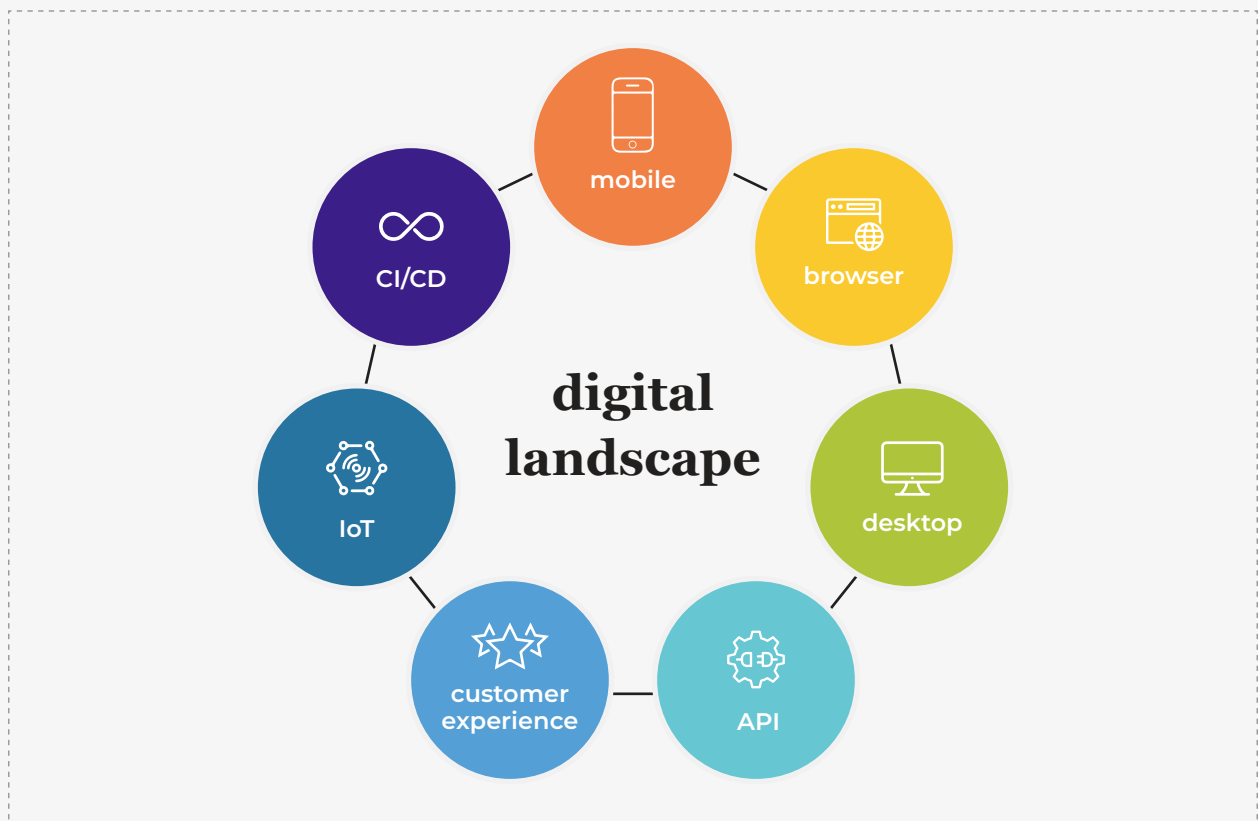 mobile
browser
CI/CD
digital
landscape
desktop
IoT
customer
experience
API